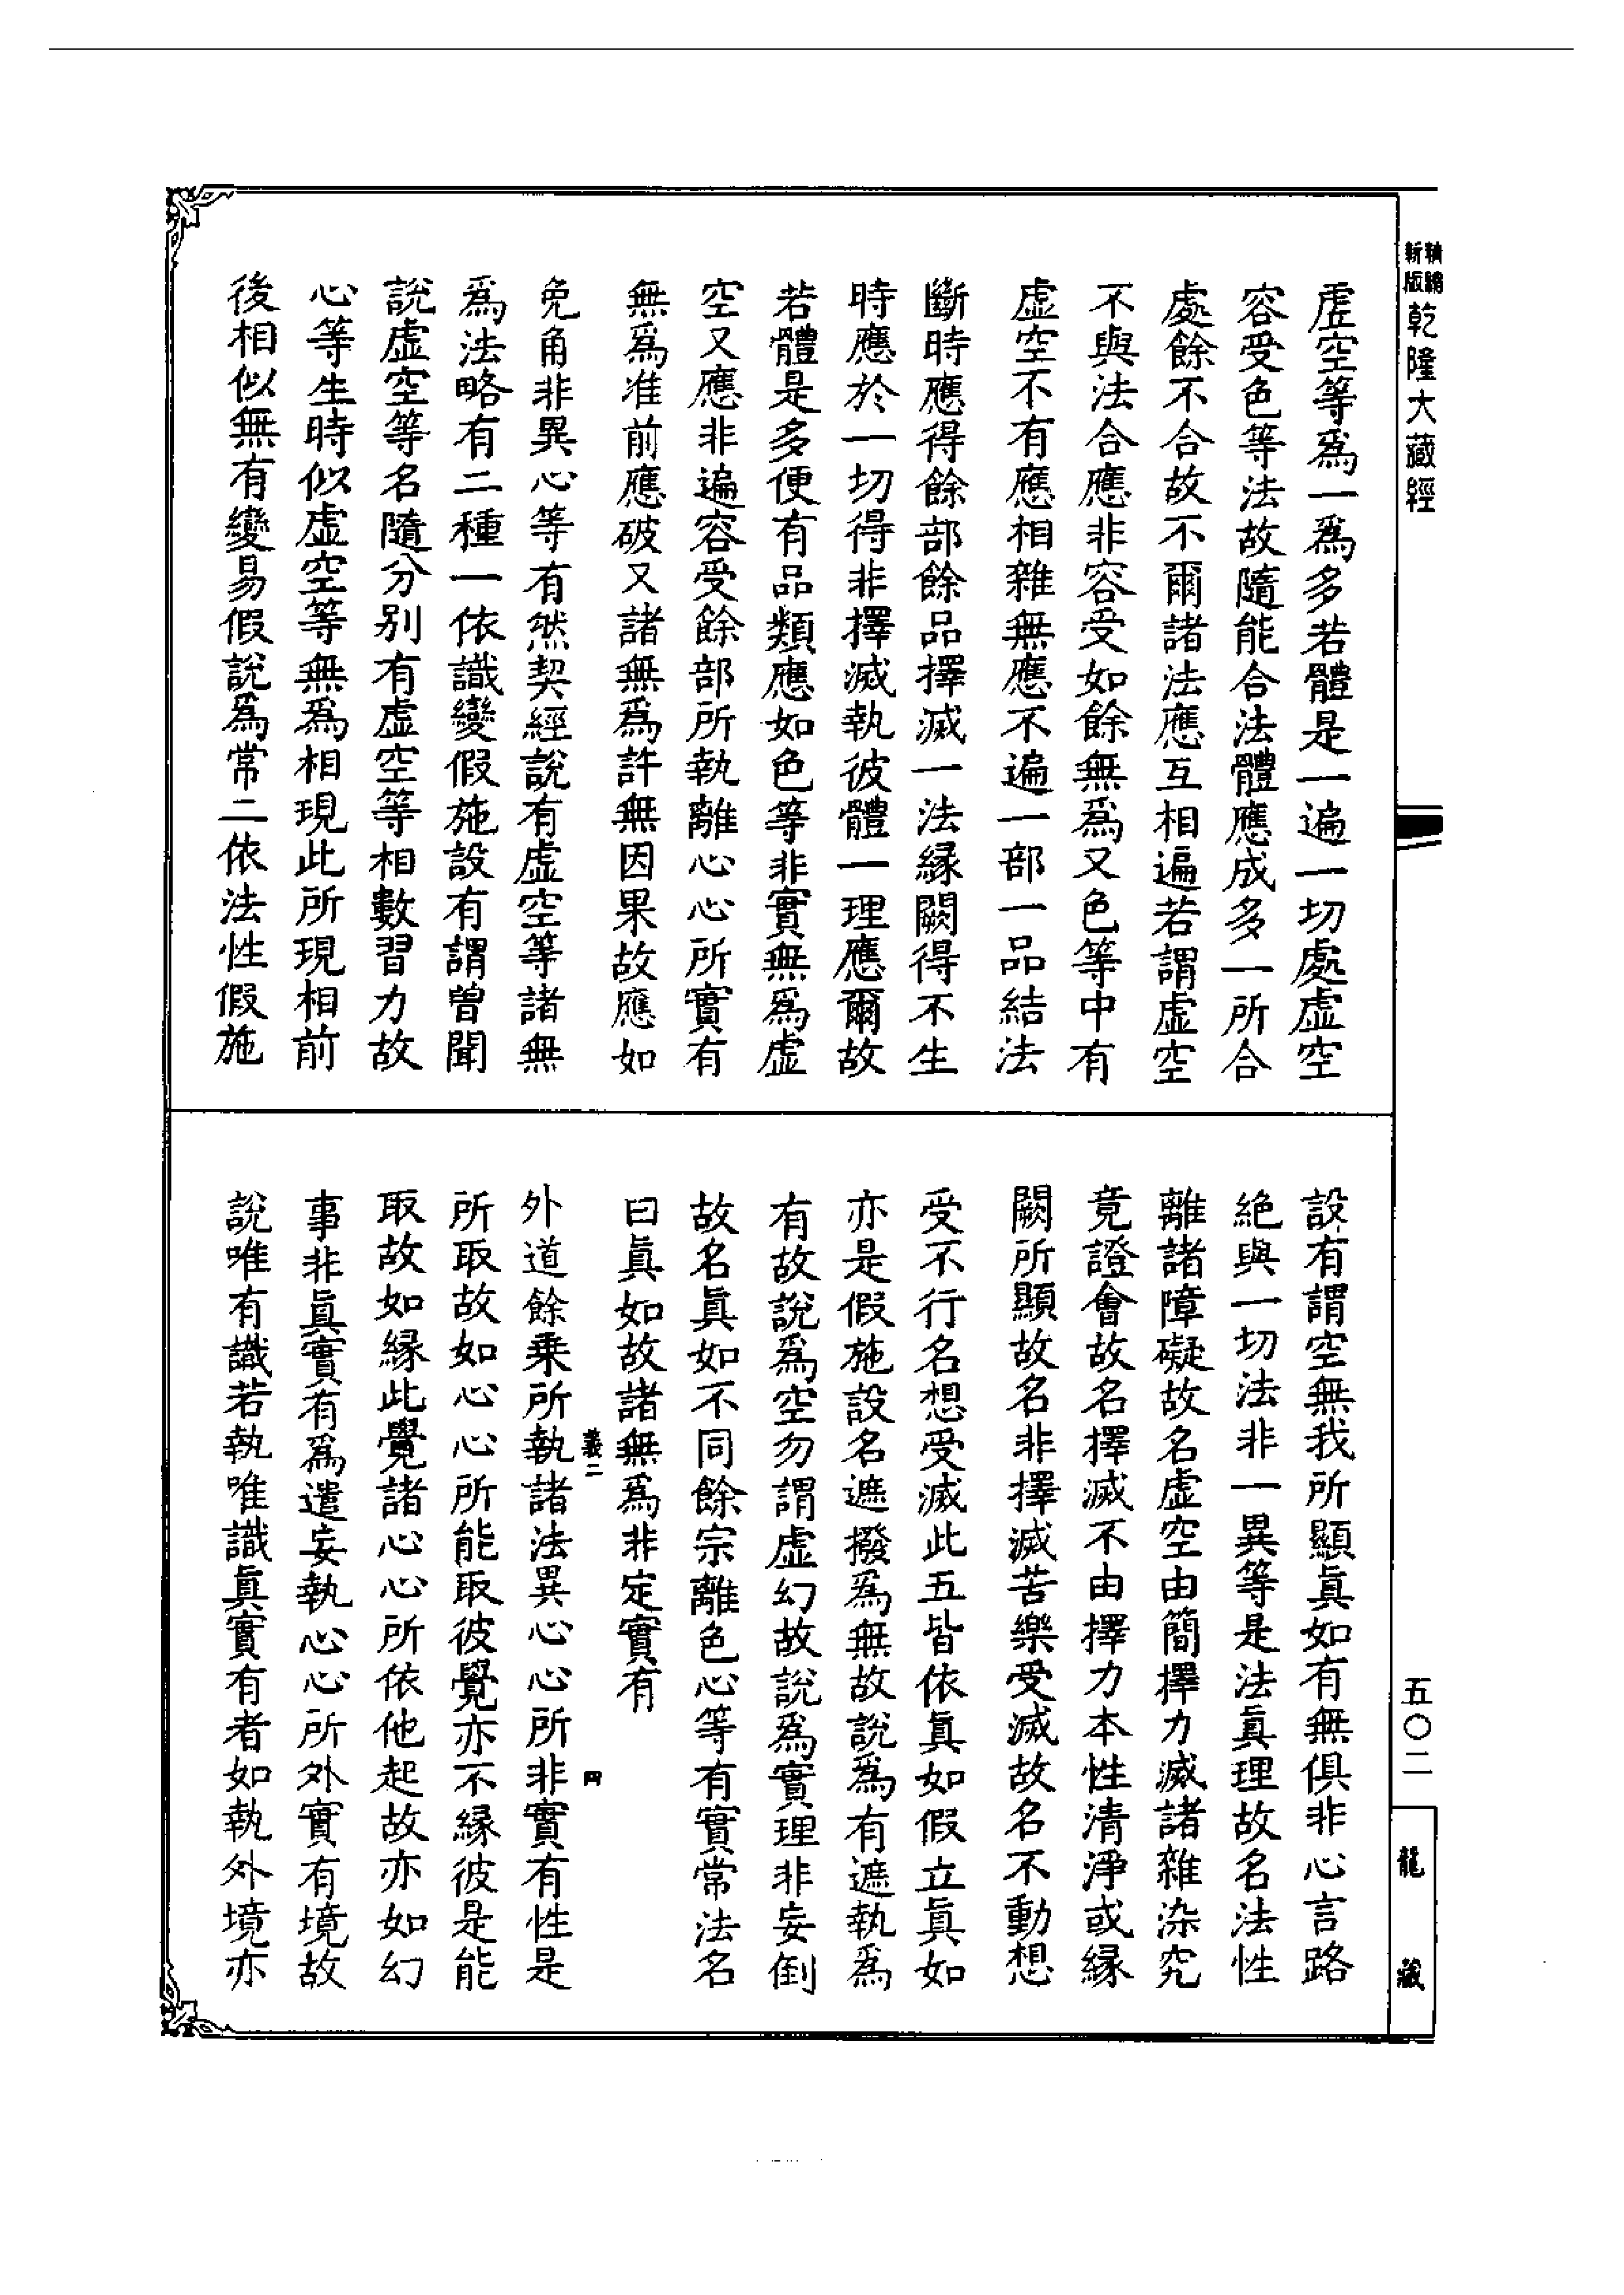 新編
新版
乾隆大藏經
虛空等爲一爲多若體是一遍一切處虛空
容受色等法故隨能合法體應成多一所合
處餘不合故不爾諸法應互相遍若謂虛空
不與法合應非容受如餘無爲又色等中有
虛空不有應相雜無應不遍一部一品結法
斷時應得餘部餘品擇滅一法緣闕得不生
時應於一切得非擇滅執彼體一理應爾故
若體是多便有品類應如色等非實無爲虛
空又應非遍容受餘部所執離心心所實有
無爲准前應破又諸無爲許無因果故應如
兔角非異心等有然契經說有虛空等諸無
爲法略有二種一依識變假施設有謂曾聞
說虛空等名隨分別有虛空等相數習力故
心等生時似虛空等無爲相現此所現相前
後相似無有變易假說爲常二依法性假施
設有謂空無我所顯眞如有無俱非心言路
絕與一切法非一異等是法眞理故名法性
離諸障礙故名虛空由簡擇力滅諸雜染究
竟證會故名擇滅不由擇力本性清淨或緣
闕所顯故名非擇滅苦樂受滅故名不動想
受不行名想受滅此五皆依眞如假立眞如
亦是假施設名遮撥爲無故說爲有遮執爲
有故說爲空勿謂虛幻故說爲實理非妄倒
故名眞如不同餘宗離色心等有實常法名
曰眞如故諸無爲非定實有
外道餘乘所執諸法異心心所非實有性是
所取故如心心所能取彼覺亦不緣彼是能
取故如緣此覺諸心心所依他起故亦如幻
事非眞實有爲遣妄執心心所外實有境故
說唯有識若執唯識眞實有者如執外境亦
五〇二
龍藏